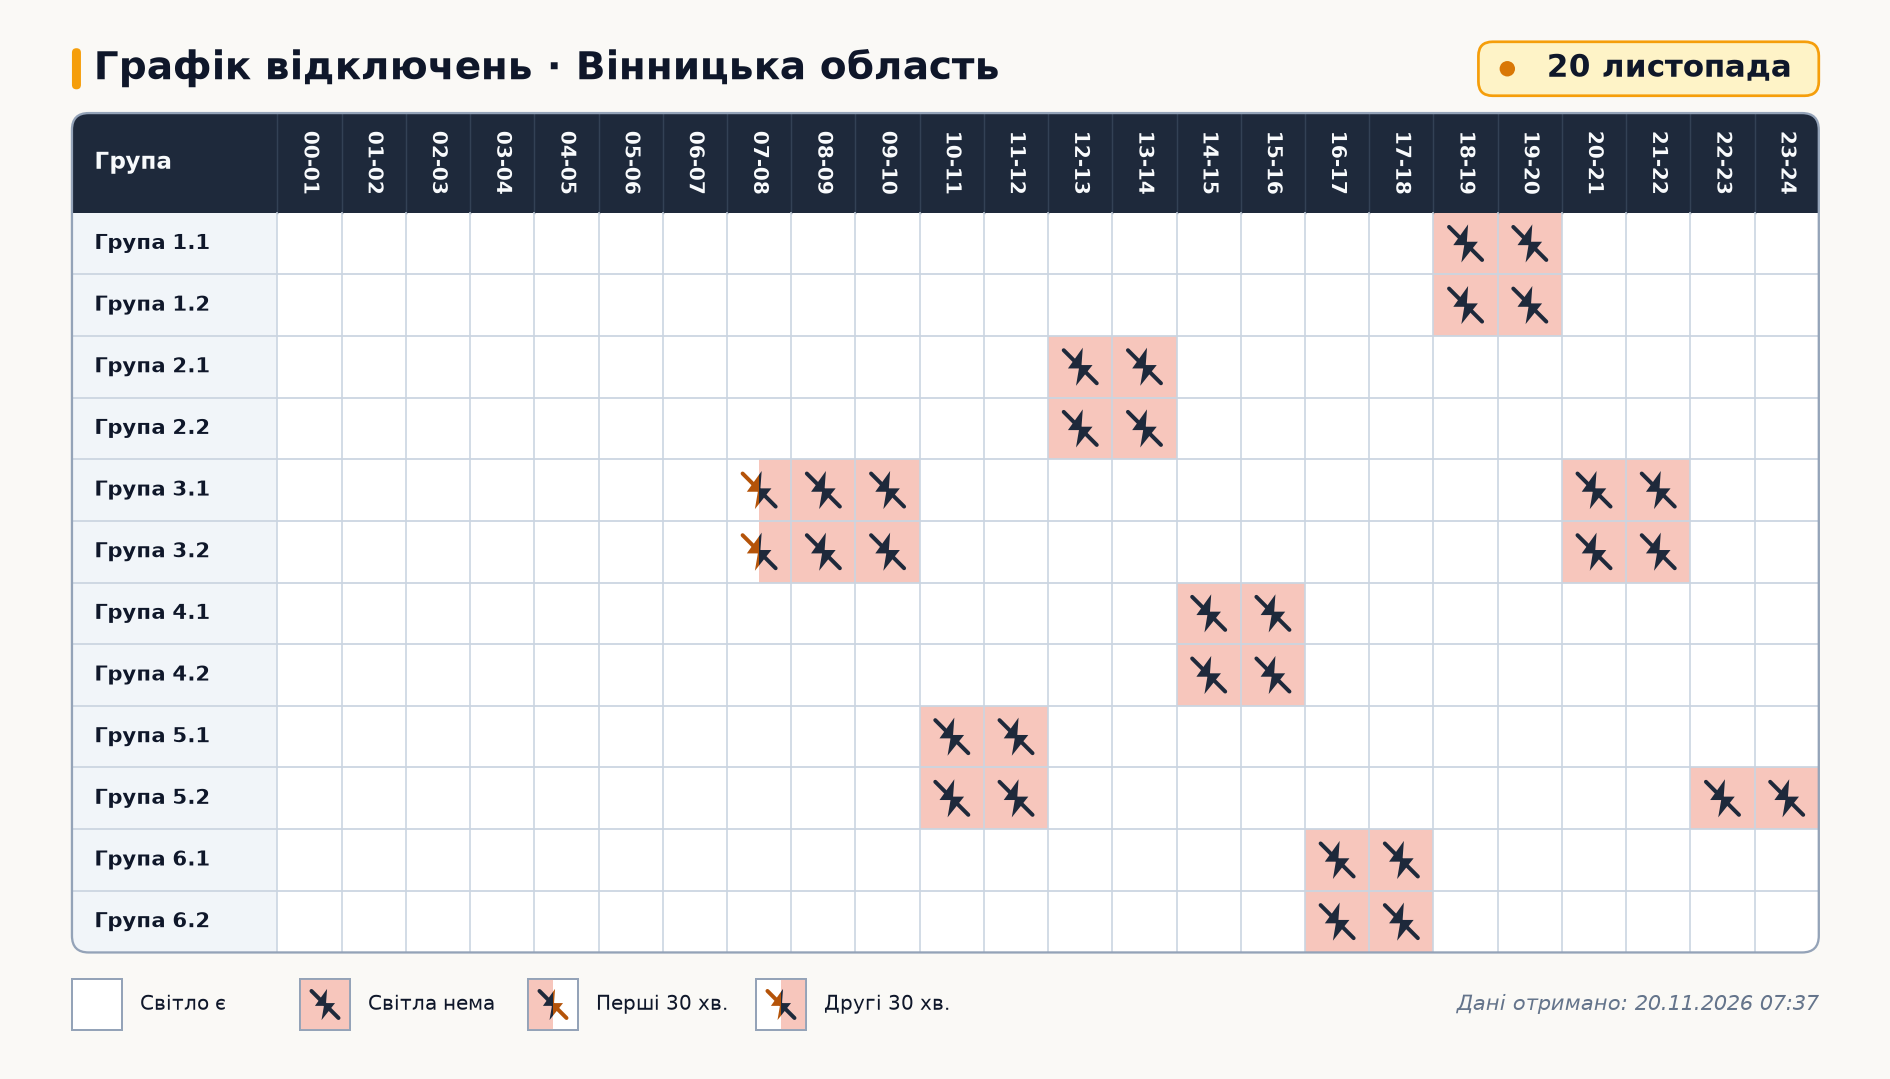 Графік відключень · Вінницька область
20 листопада
Група 00-01 01-02 02-03 03-04 04-05 05-06 06-07 07-08 08-09 09-10 10-11 11-12 12-13 13-14 14-15 15-16 16-17 17-18 18-19 19-20 20-21 21-22 22-23 23-24
Група 1.1
Група 1.2
Група 2.1
Група 2.2
Група 3.1
Група 3.2
Група 4.1
Група 4.2
Група 5.1
Група 5.2
Група 6.1
Група 6.2
Світло є Світла нема Перші 30 хв. Другі 30 хв. Дані отримано: 20.11.2026 07:37